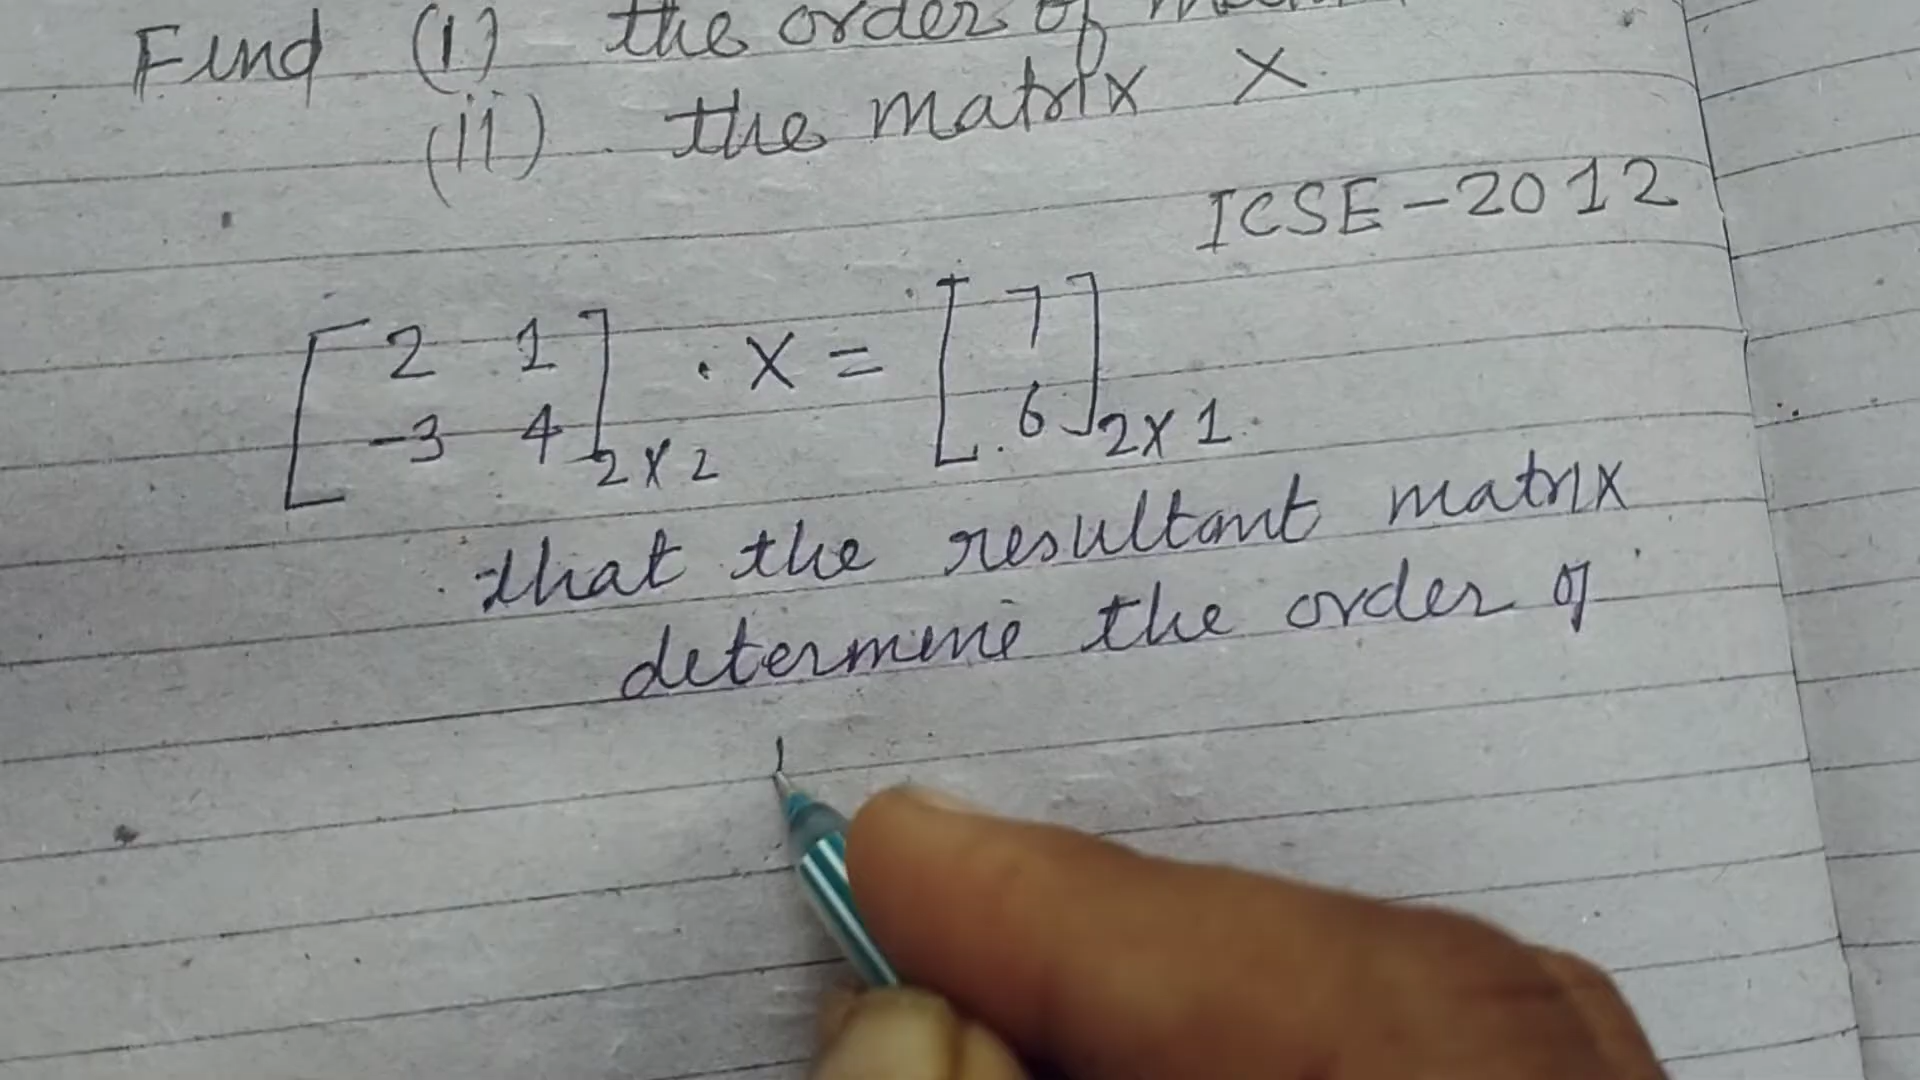 Find (i) the order of
(ii) the matrix X
ICSE-2012
[ 2 1 ] . X = [ 7 ]
[ -3 4 ] 2x2 [ 6 ] 2x1
that the resultant matrix
determine the order of